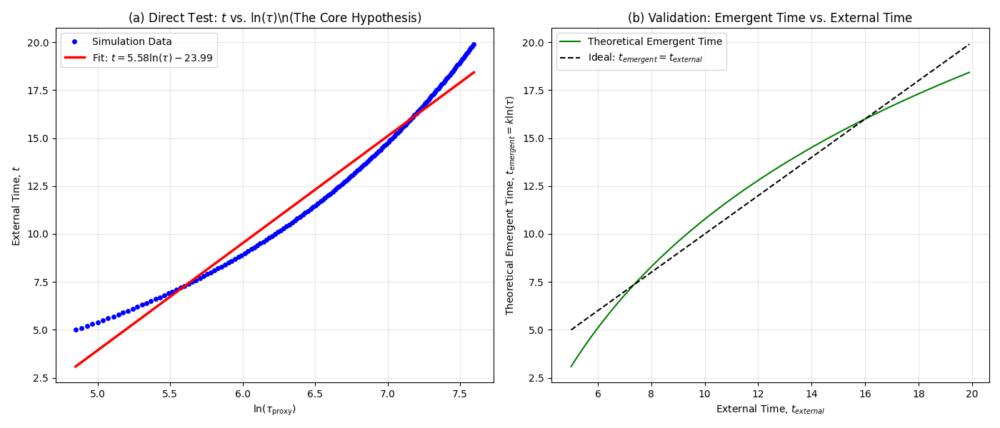 (a) Direct Test: t vs. ln(τ)\n(The Core Hypothesis)
Simulation Data
Fit: t = 5.58ln(τ) − 23.99
20.0
17.5
15.0
12.5
10.0
7.5
5.0
2.5
External Time, t
5.0 5.5 6.0 6.5 7.0 7.5
ln(τproxy)
(b) Validation: Emergent Time vs. External Time
Theoretical Emergent Time
Ideal: temergent = texternal
20.0
17.5
15.0
12.5
10.0
7.5
5.0
2.5
Theoretical Emergent Time, temergent = kln(τ)
6 8 10 12 14 16 18 20
External Time, texternal